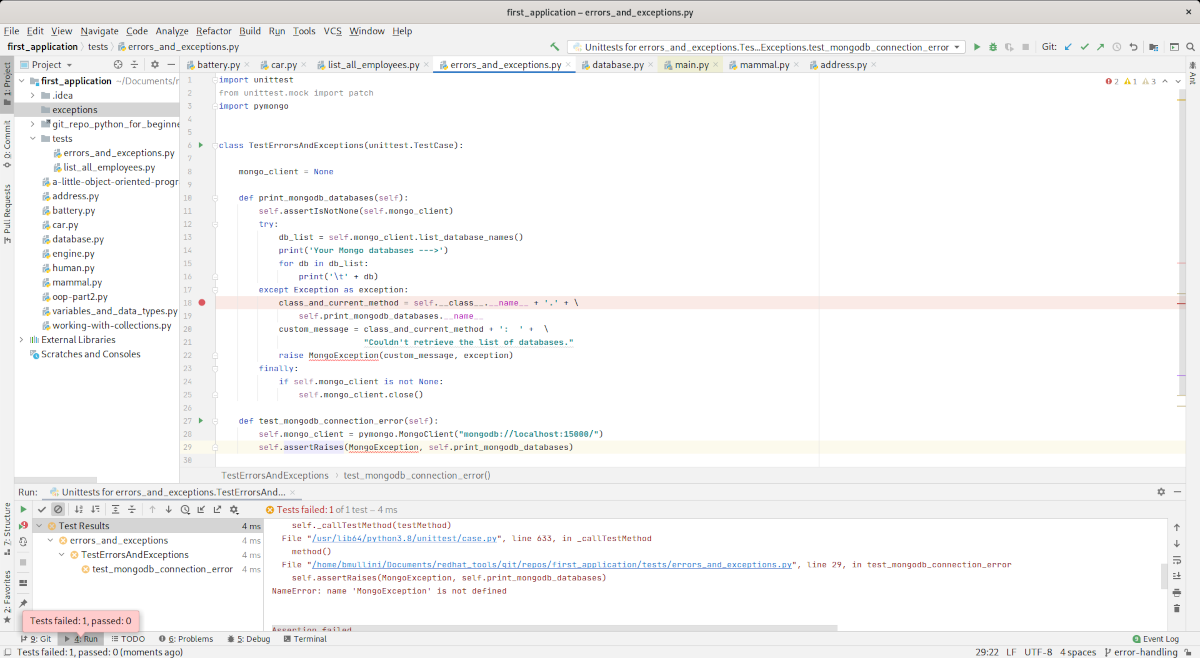 first_application – errors_and_exceptions.py
File Edit View Navigate Code Analyze Refactor Build Run Tools VCS Window Help
first_application tests errors_and_exceptions.py
Unittests for errors_and_exceptions.Tes...Exceptions.test_mongodb_connection_error
Git:
Project
battery.py car.py list_all_employees.py errors_and_exceptions.py database.py main.py mammal.py address.py
1: Project
0: Commit
Pull Requests
7: Structure
2: Favorites
Ant
first_application ~/Documents/r
.idea
exceptions
git_repo_python_for_beginne
tests
errors_and_exceptions.py
list_all_employees.py
a-little-object-oriented-progr
address.py
battery.py
car.py
database.py
engine.py
human.py
mammal.py
oop-part2.py
variables_and_data_types.py
working-with-collections.py
External Libraries
Scratches and Consoles
2 1 3
1 import unittest
2 from unittest.mock import patch
3 import pymongo
4
5
6 class TestErrorsAndExceptions(unittest.TestCase):
7
8 mongo_client = None
9
10 def print_mongodb_databases(self):
11 self.assertIsNotNone(self.mongo_client)
12 try:
13 db_list = self.mongo_client.list_database_names()
14 print('Your Mongo databases --->')
15 for db in db_list:
16 print('\t' + db)
17 except Exception as exception:
18 class_and_current_method = self.__class__.__name__ + '.' + \
19 self.print_mongodb_databases.__name__
20 custom_message = class_and_current_method + ': ' + \
21 "Couldn't retrieve the list of databases."
22 raise MongoException(custom_message, exception)
23 finally:
24 if self.mongo_client is not None:
25 self.mongo_client.close()
26
27 def test_mongodb_connection_error(self):
28 self.mongo_client = pymongo.MongoClient("mongodb://localhost:15000/")
29 self.assertRaises(MongoException, self.print_mongodb_databases)
30
TestErrorsAndExceptions › test_mongodb_connection_error()
Run: Unittests for errors_and_exceptions.TestErrorsAnd...
Tests failed: 1 of 1 test – 4 ms
Test Results 4 ms
errors_and_exceptions 4 ms
TestErrorsAndExceptions 4 ms
test_mongodb_connection_error 4 ms
self._callTestMethod(testMethod)
File "/usr/lib64/python3.8/unittest/case.py", line 633, in _callTestMethod
method()
File "/home/bmullini/Documents/redhat_tools/git/repos/first_application/tests/errors_and_exceptions.py", line 29, in test_mongodb_connection_error
self.assertRaises(MongoException, self.print_mongodb_databases)
NameError: name 'MongoException' is not defined
Assertion failed
Tests failed: 1, passed: 0
9: Git 4: Run TODO 6: Problems 5: Debug Terminal 2 Event Log
Tests failed: 1, passed: 0 (moments ago) 29:22 LF UTF-8 4 spaces error-handling